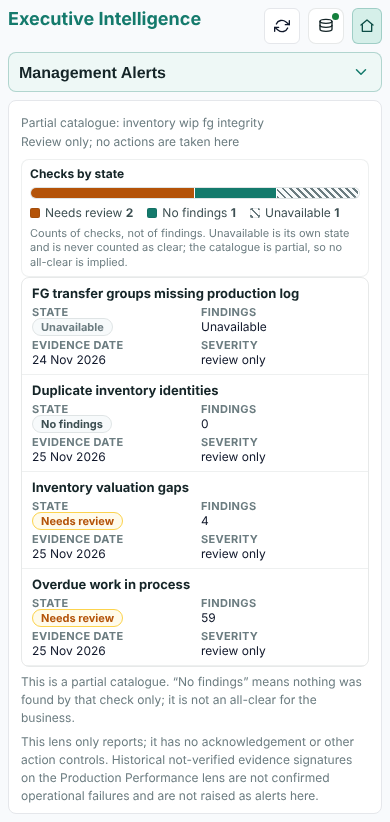 Executive Intelligence
Management Alerts
Partial catalogue: inventory wip fg integrity
Review only; no actions are taken here
Checks by state
Needs review 2 No findings 1 Unavailable 1
Counts of checks, not of findings. Unavailable is its own state
and is never counted as clear; the catalogue is partial, so no
all-clear is implied.
FG transfer groups missing production log
STATE FINDINGS
Unavailable Unavailable
EVIDENCE DATE SEVERITY
24 Nov 2026 review only
Duplicate inventory identities
STATE FINDINGS
No findings 0
EVIDENCE DATE SEVERITY
25 Nov 2026 review only
Inventory valuation gaps
STATE FINDINGS
Needs review 4
EVIDENCE DATE SEVERITY
25 Nov 2026 review only
Overdue work in process
STATE FINDINGS
Needs review 59
EVIDENCE DATE SEVERITY
25 Nov 2026 review only
This is a partial catalogue. “No findings” means nothing was
found by that check only; it is not an all-clear for the
business.
This lens only reports; it has no acknowledgement or other
action controls. Historical not-verified evidence signatures
on the Production Performance lens are not confirmed
operational failures and are not raised as alerts here.